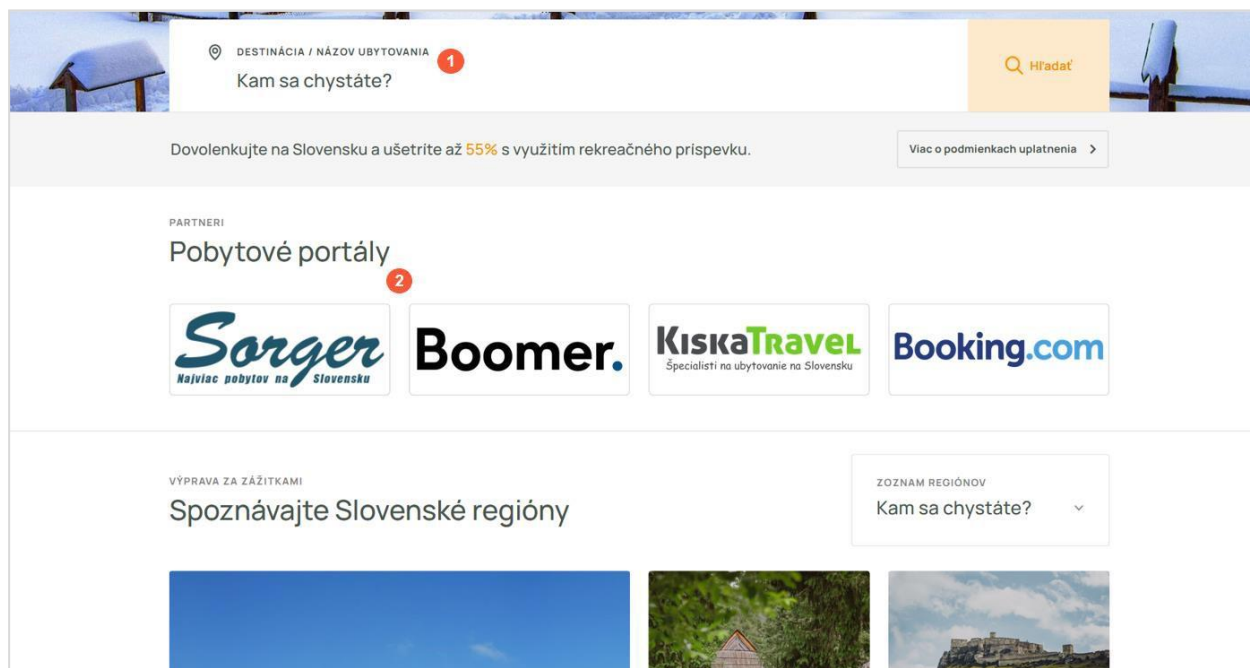 DESTINÁCIA / NÁZOV UBYTOVANIA
1
Kam sa chystáte?
Hľadať
Dovolenkujte na Slovensku a ušetrite až 55% s využitím rekreačného príspevku.
Viac o podmienkach uplatnenia
PARTNERI
Pobytové portály
2
Sorger
Najviac pobytov na Slovensku
Boomer.
KISKATRAVEL
Špecialisti na ubytovanie na Slovensku
Booking.com
VÝPRAVA ZA ZÁŽITKAMI
Spoznávajte Slovenské regióny
ZOZNAM REGIÓNOV
Kam sa chystáte?